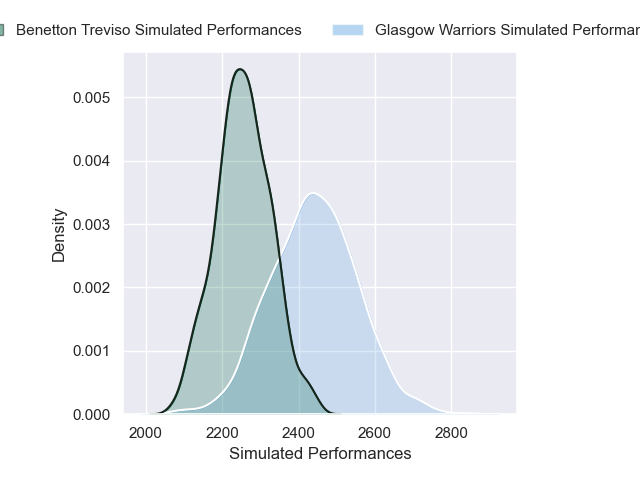 Benetton Treviso Simulated Performances
Glasgow Warriors Simulated Performan
0.005
0.004
0.003
0.002
0.001
0.000
Density
2000 2200 2400 2600 2800
Simulated Performances